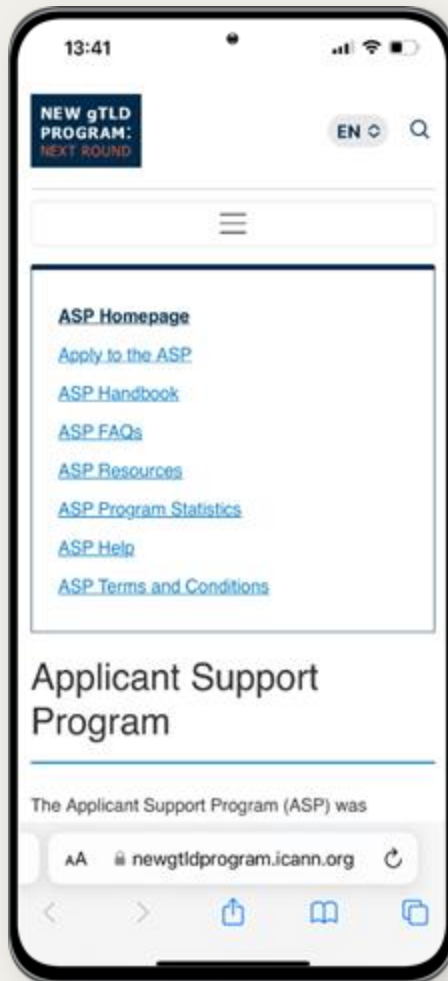 13:41
NEW gTLD
PROGRAM:
NEXT ROUND
EN
ASP Homepage
Apply to the ASP
ASP Handbook
ASP FAQs
ASP Resources
ASP Program Statistics
ASP Help
ASP Terms and Conditions
Applicant Support
Program
The Applicant Support Program (ASP) was
AA newgtldprogram.icann.org